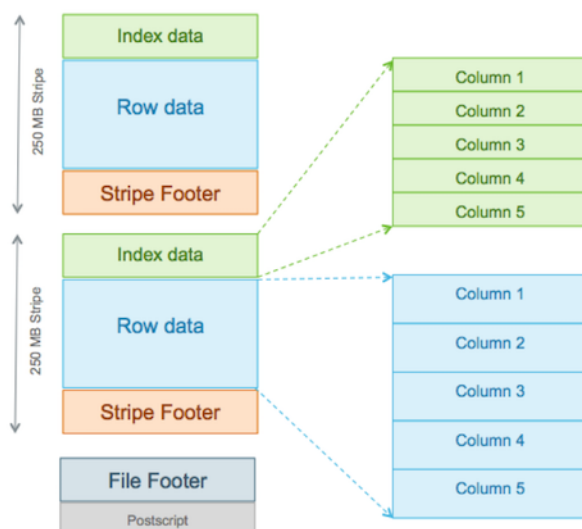 250 MB Stripe
Index data
Row data
Stripe Footer
250 MB Stripe
Index data
Row data
Stripe Footer
File Footer
Postscript
Column 1
Column 2
Column 3
Column 4
Column 5
Column 1
Column 2
Column 3
Column 4
Column 5